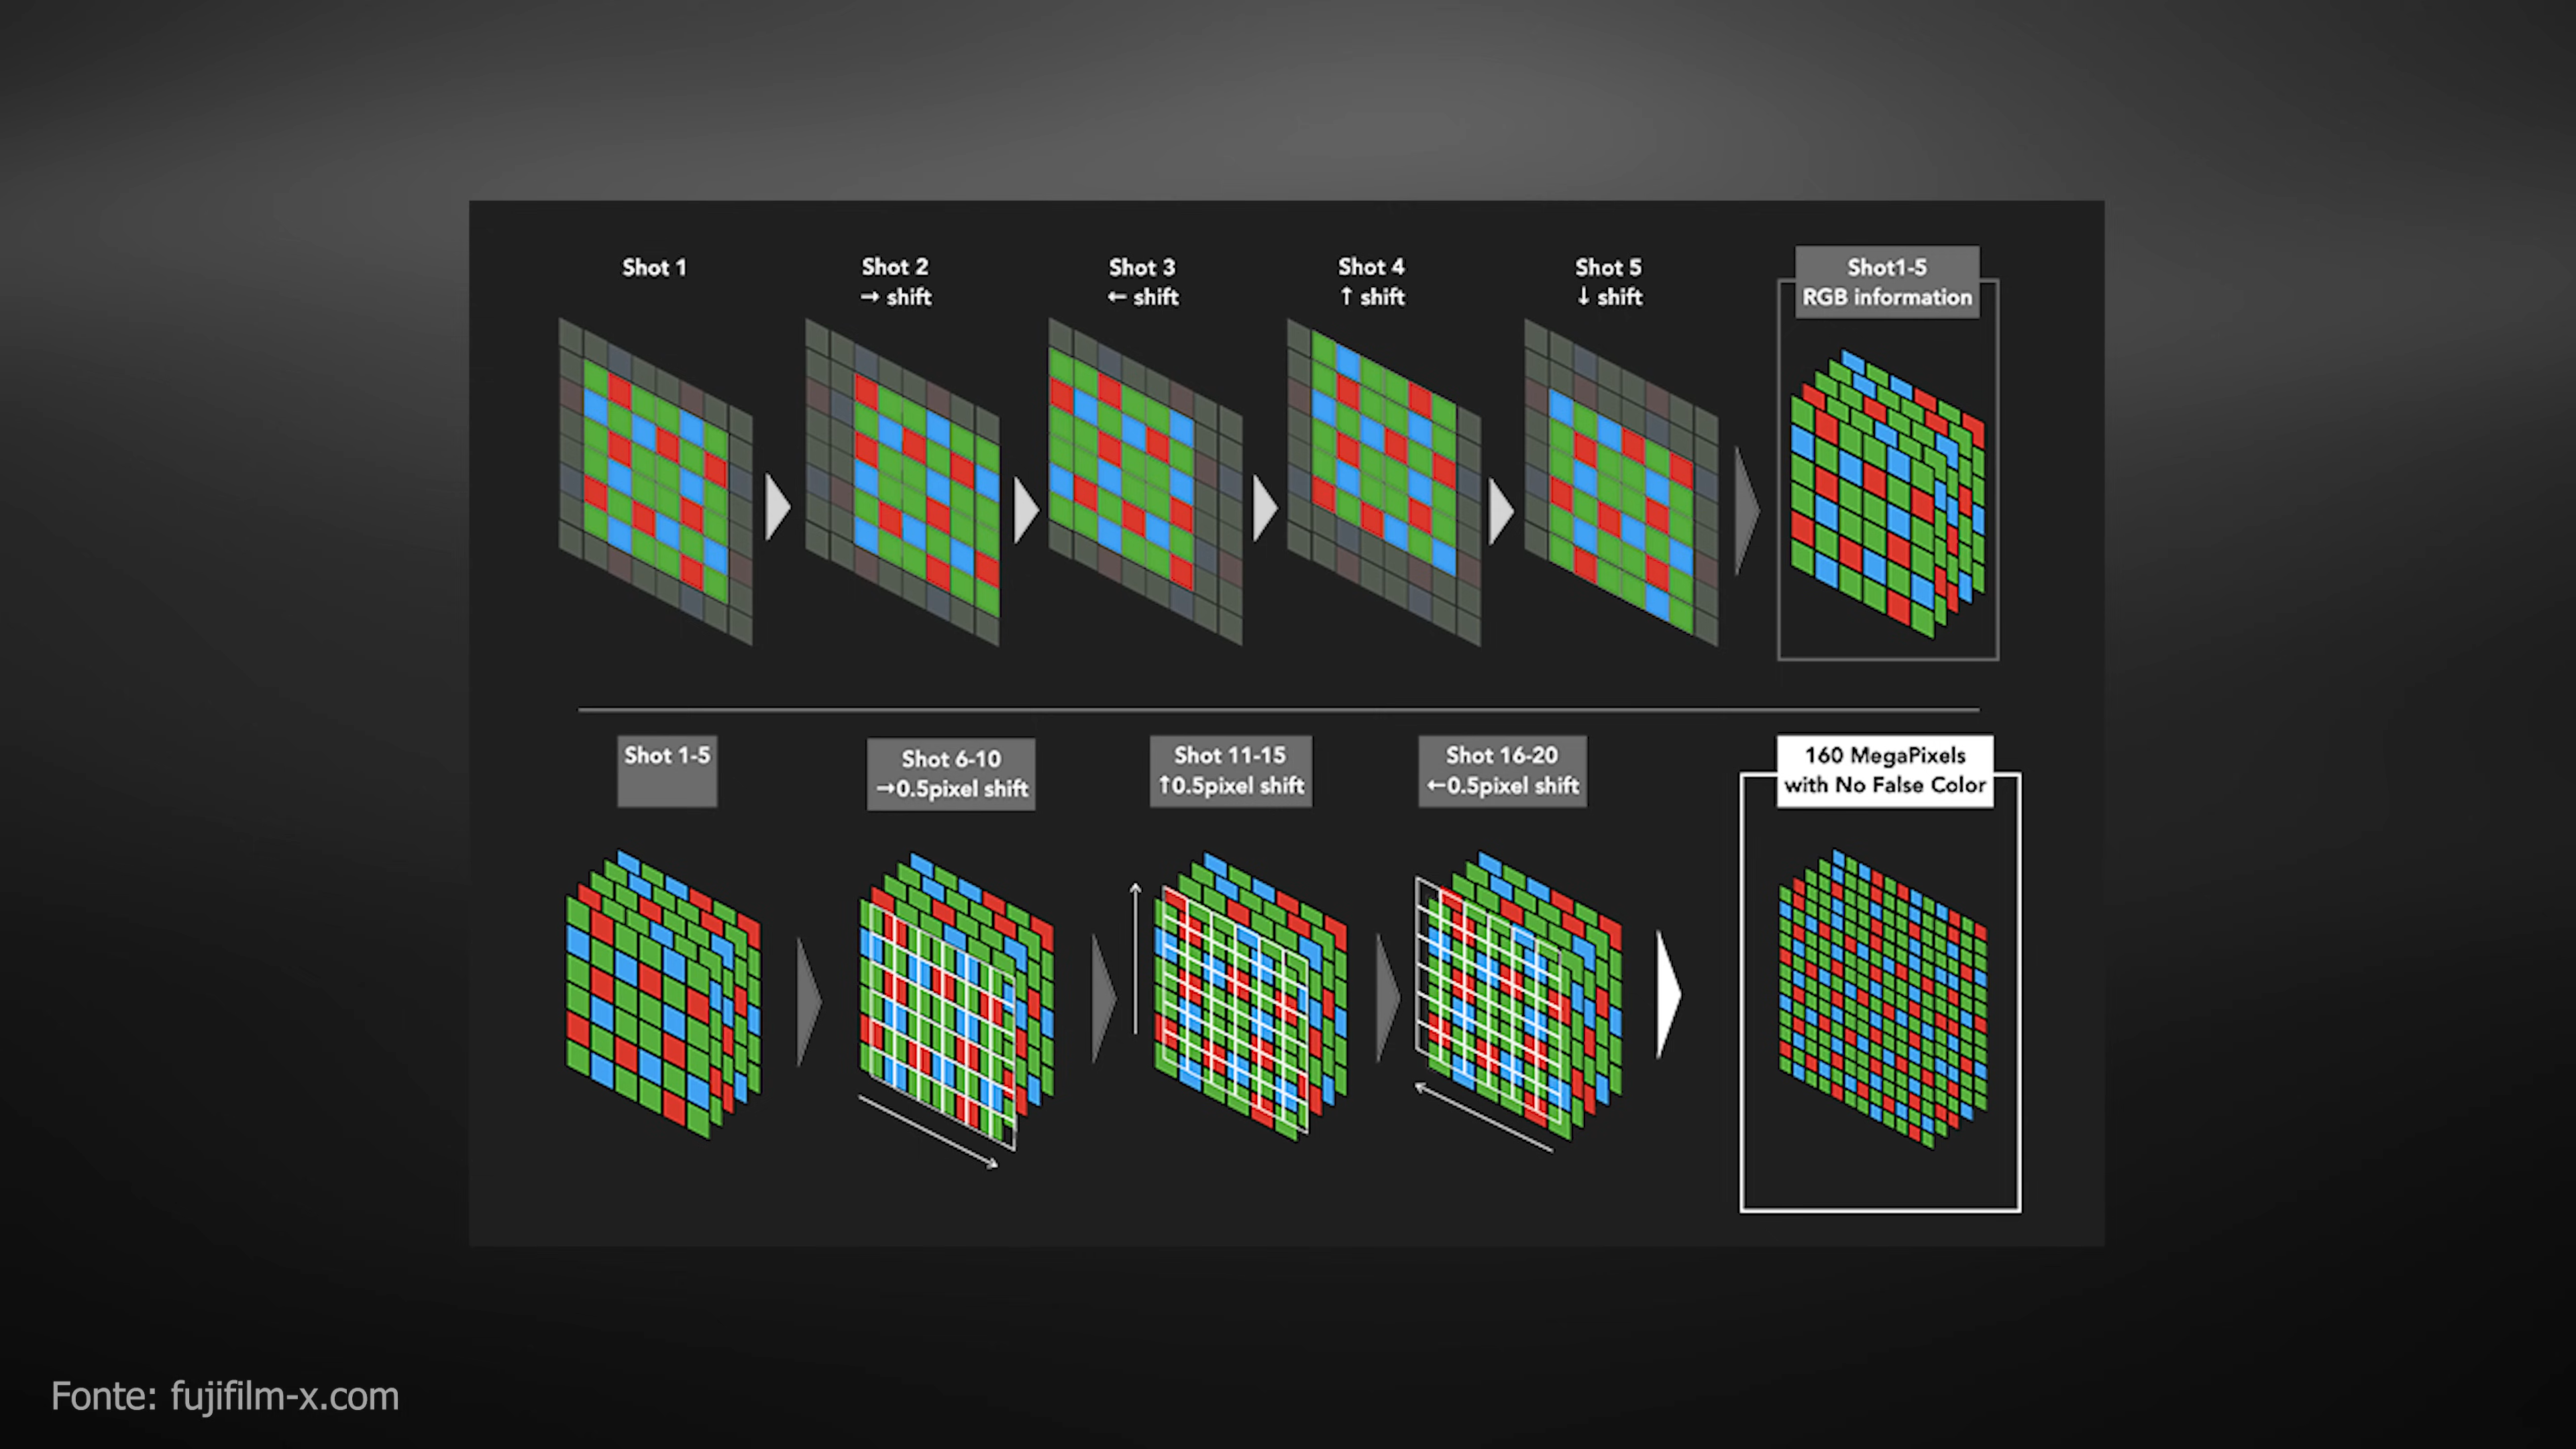 Shot 1
Shot 2
→ shift
Shot 3
← shift
Shot 4
↑ shift
Shot 5
↓ shift
Shot1-5
RGB information
Shot 1-5
Shot 6-10
→0.5pixel shift
Shot 11-15
↑0.5pixel shift
Shot 16-20
←0.5pixel shift
160 MegaPixels
with No False Color
Fonte: fujifilm-x.com